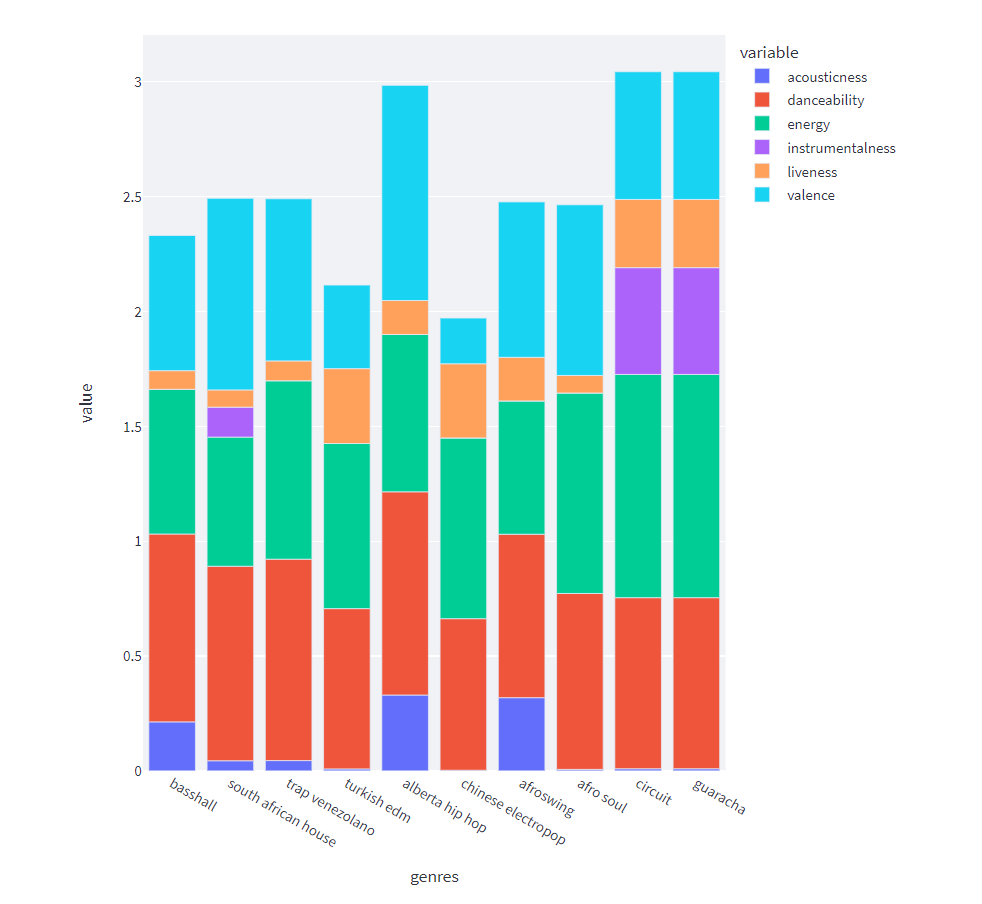 variable
acousticness
danceability
energy
instrumentalness
liveness
valence
3
2.5
2
1.5
1
0.5
0
value
basshall
south african house
trap venezolano
turkish edm
alberta hip hop
chinese electropop
afroswing
afro soul
circuit
guaracha
genres